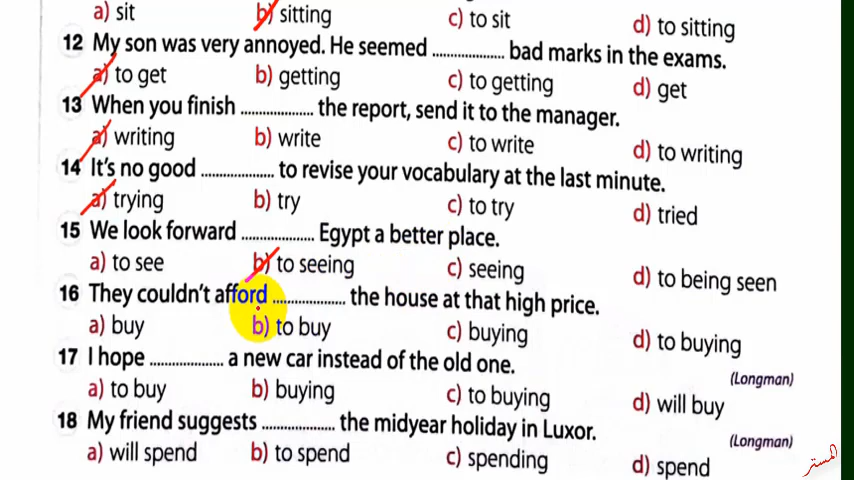 a) sit b) sitting c) to sit d) to sitting
12 My son was very annoyed. He seemed .................... bad marks in the exams.
a) to get b) getting c) to getting d) get
13 When you finish .................... the report, send it to the manager.
a) writing b) write c) to write d) to writing
14 It's no good .................... to revise your vocabulary at the last minute.
a) trying b) try c) to try d) tried
15 We look forward .................... Egypt a better place.
a) to see b) to seeing c) seeing d) to being seen
16 They couldn't afford .................... the house at that high price.
a) buy b) to buy c) buying d) to buying
17 I hope .................... a new car instead of the old one.
(Longman)
a) to buy b) buying c) to buying d) will buy
18 My friend suggests .................... the midyear holiday in Luxor.
(Longman)
a) will spend b) to spend c) spending d) spend
المستر